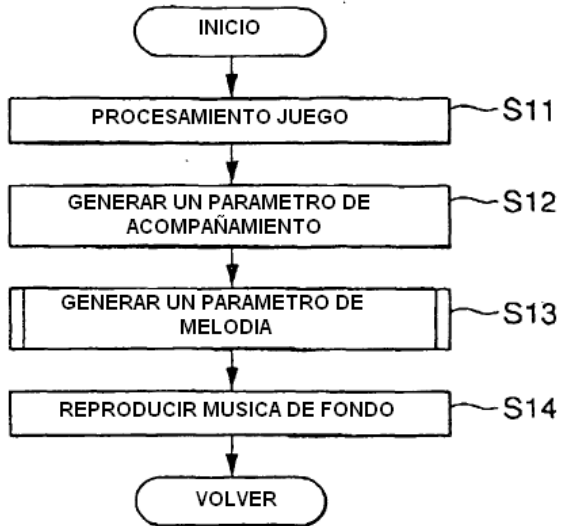 INICIO
PROCESAMIENTO JUEGO
S11
GENERAR UN PARAMETRO DE
ACOMPAÑAMIENTO
S12
GENERAR UN PARAMETRO DE
MELODIA
S13
REPRODUCIR MUSICA DE FONDO
S14
VOLVER